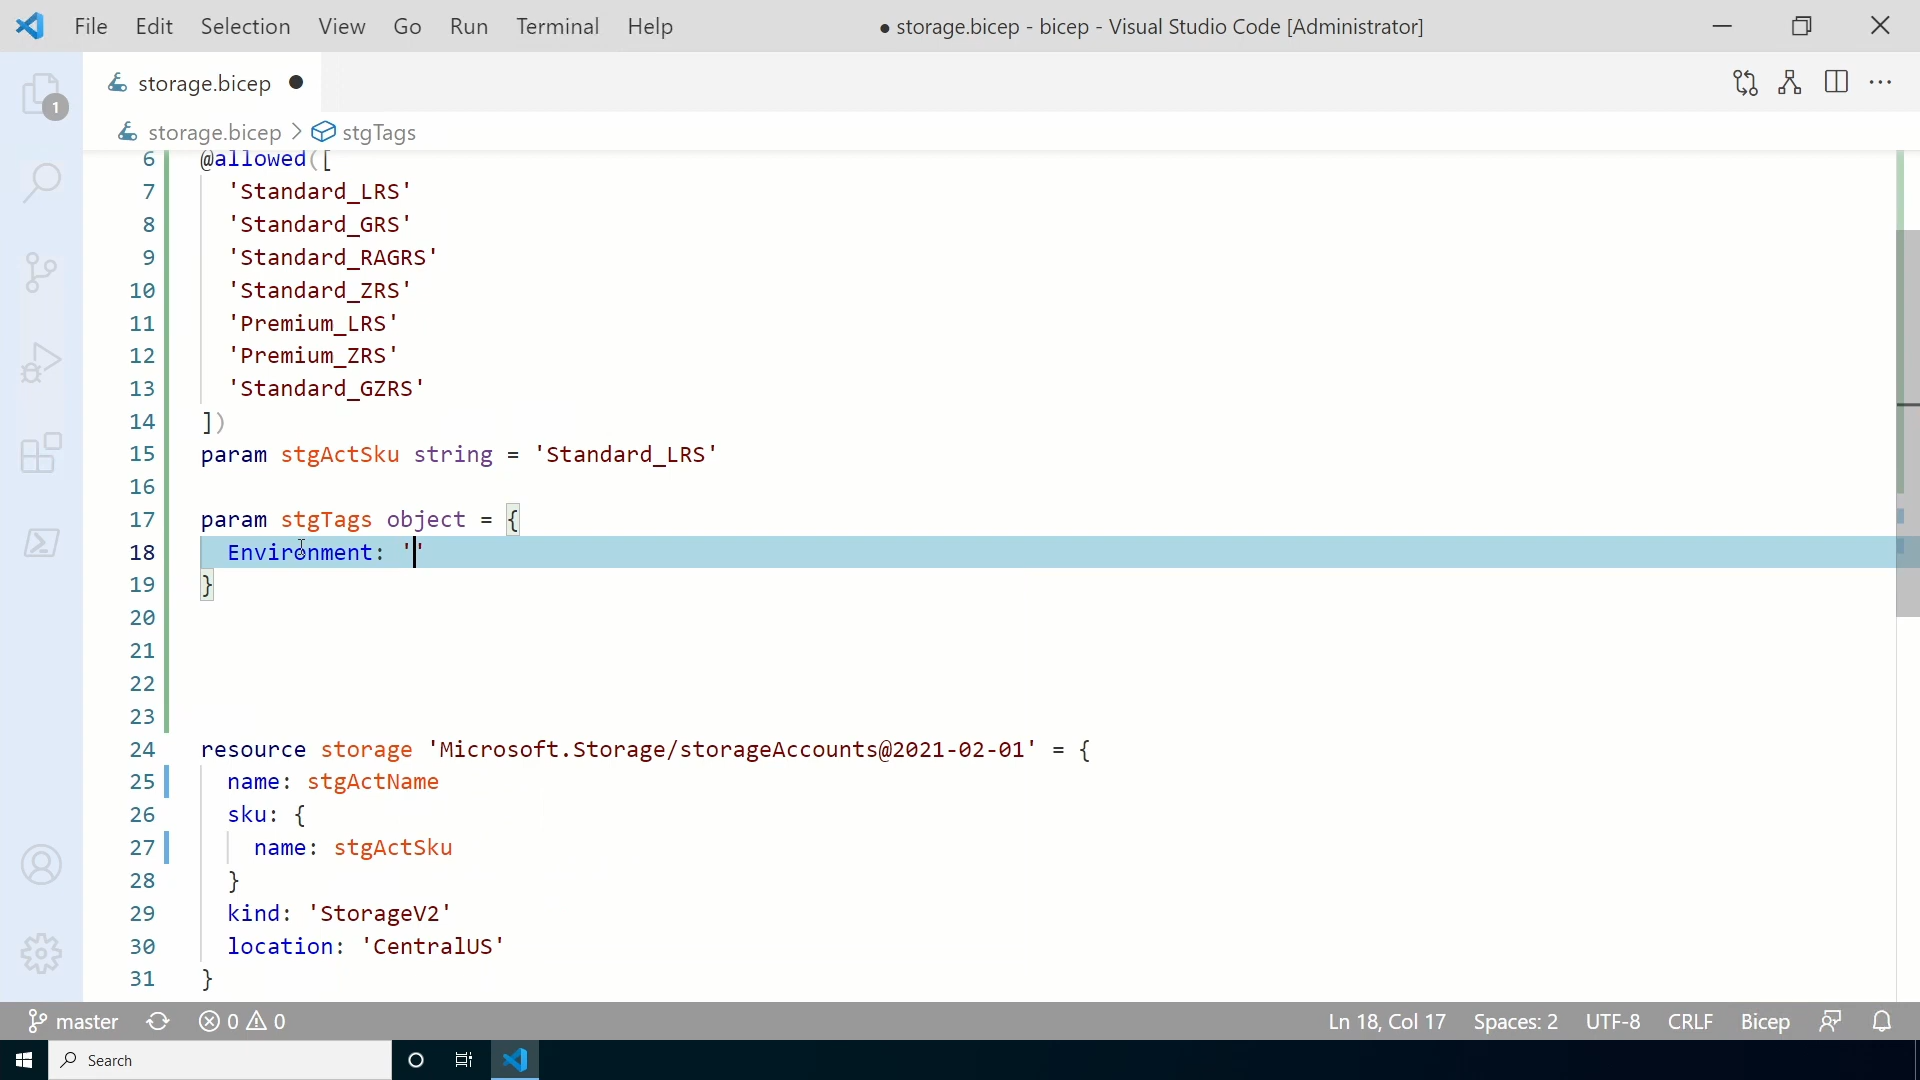 File Edit Selection View Go Run Terminal Help ● storage.bicep - bicep - Visual Studio Code [Administrator]
storage.bicep ●
1
storage.bicep > stgTags
6 @allowed([
7 'Standard_LRS'
8 'Standard_GRS'
9 'Standard_RAGRS'
10 'Standard_ZRS'
11 'Premium_LRS'
12 'Premium_ZRS'
13 'Standard_GZRS'
14 ])
15 param stgActSku string = 'Standard_LRS'
16
17 param stgTags object = {
18 Environment: ''
19 }
20
21
22
23
24 resource storage 'Microsoft.Storage/storageAccounts@2021-02-01' = {
25 name: stgActName
26 sku: {
27 name: stgActSku
28 }
29 kind: 'StorageV2'
30 location: 'CentralUS'
31 }
master 0 0 Ln 18, Col 17 Spaces: 2 UTF-8 CRLF Bicep
Search